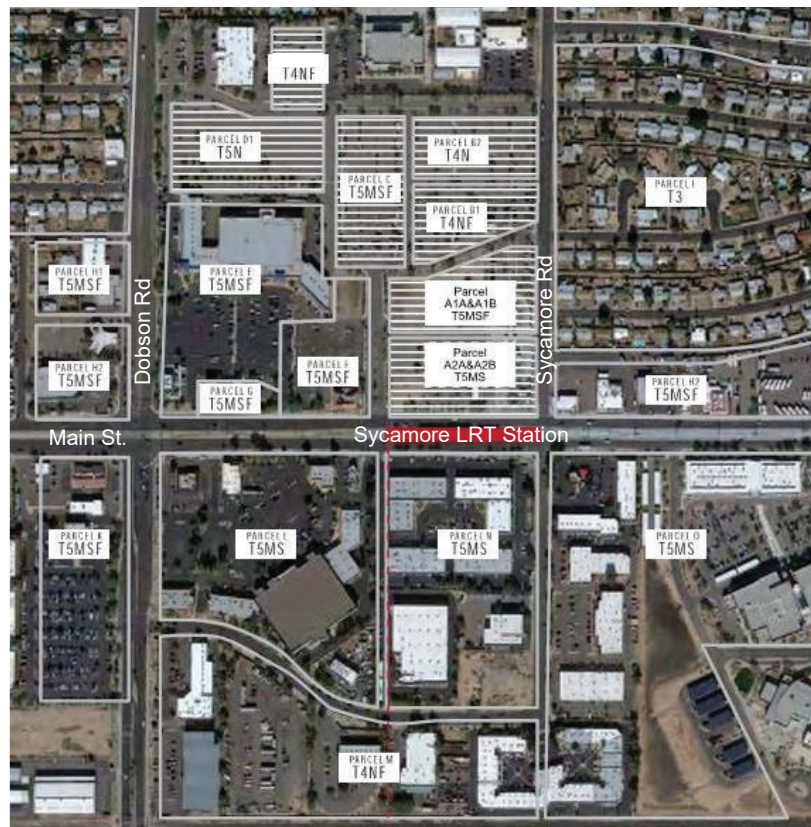 T4NF
PARCEL D1
T5N
PARCEL C
T5MSF
PARCEL B2
T4N
PARCEL B1
T4NF
PARCEL I
T3
PARCEL H1
T5MSF
PARCEL E
T5MSF
Parcel
A1A&A1B
T5MSF
Dobson Rd
Sycamore Rd
PARCEL H2
T5MSF
PARCEL F
T5MSF
Parcel
A2A&A2B
T5MS
PARCEL G
T5MSF
PARCEL H2
T5MSF
Main St.
Sycamore LRT Station
PARCEL K
T5MSF
PARCEL L
T5MS
PARCEL N
T5MS
PARCEL O
T5MS
PARCEL M
T4NF